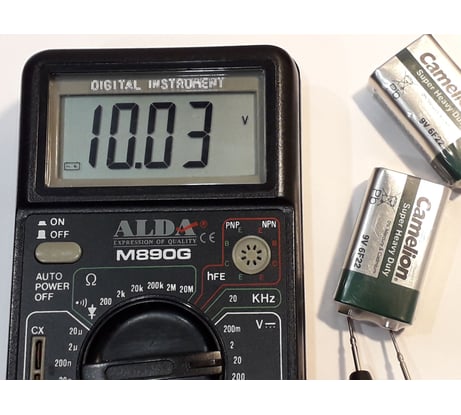 DIGITAL INSTRUMENT
10.03 V
ON
OFF
ALDA®
EXPRESSION OF QUALITY CE
M890G
AUTO
POWER
OFF
PNP NPN
hFE
Ω
200 2k 20k 200k 2M 20M
20 KHz
CX
20µ
2µ
200n
V
200m
2
20
200
Camelion
Super Heavy Duty
9V 6F22
Camelion
Super Heavy Duty
9V 6F22